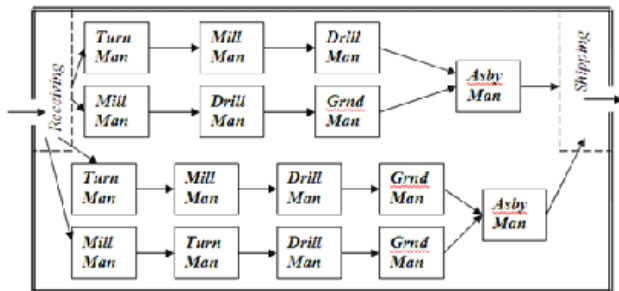 Turn Mill Drill
Man Man Man
Asby
Man
Mill Drill Grnd
Man Man Man
Receiving
Shipping
Turn Mill Drill Grnd
Man Man Man Man
Asby
Man
Mill Turn Drill Grnd
Man Man Man Man